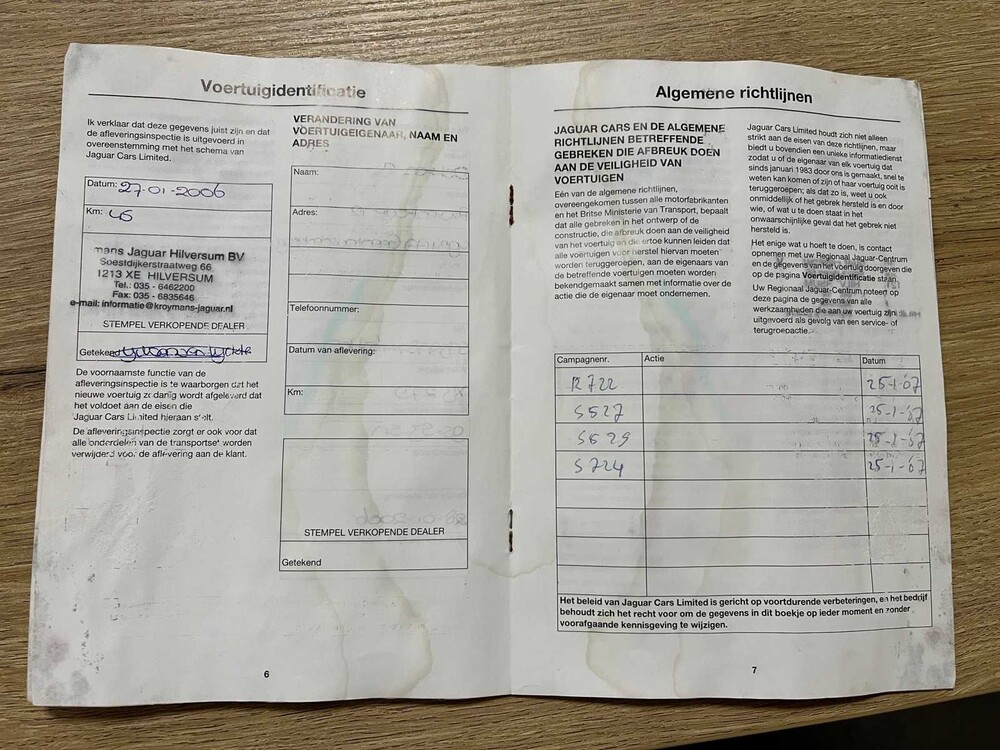 Voertuigidentificatie
Ik verklaar dat deze gegevens juist zijn en dat
de afleveringsinspectie is uitgevoerd in
overeenstemming met het schema van
Jaguar Cars Limited.
Datum: 27-01-2006
Km: 46
mans Jaguar Hilversum BV
Soestdijkerstraatweg 66
1213 XE HILVERSUM
Tel.: 035 - 6462200
Fax: 035 - 6835646
e-mail: informatie@kroymans-jaguar.nl
STEMPEL VERKOPENDE DEALER
Getekend
De voornaamste functie van de
afleveringsinspectie is te waarborgen dat het
nieuwe voertuig zodanig wordt afgeleverd dat
het voldoet aan de eisen die
Jaguar Cars Limited hieraan stelt.
De afleveringsinspectie zorgt er ook voor dat
alle onderdelen van de transportset worden
verwijderd voor de aflevering aan de klant.
VERANDERING VAN
VOERTUIGEIGENAAR, NAAM EN
ADRES
Naam:
Adres:
Telefoonnummer:
Datum van aflevering:
Km:
STEMPEL VERKOPENDE DEALER
Getekend
6
Algemene richtlijnen
JAGUAR CARS EN DE ALGEMENE
RICHTLIJNEN BETREFFENDE
GEBREKEN DIE AFBREUK DOEN
AAN DE VEILIGHEID VAN
VOERTUIGEN
Eén van de algemene richtlijnen,
overeengekomen tussen alle motorfabrikanten
en het Britse Ministerie van Transport, bepaalt
dat alle gebreken in het ontwerp of de
constructie, die afbreuk doen aan de veiligheid
van het voertuig en die ertoe kunnen leiden dat
alle voertuigen voor herstel hiervan moeten
worden teruggeroepen, aan de eigenaars van
de betreffende voertuigen moeten worden
bekendgemaakt samen met informatie over de
actie die de eigenaar moet ondernemen.
Jaguar Cars Limited houdt zich niet alleen
strikt aan de eisen van deze richtlijnen, maar
biedt u bovendien een unieke informatiedienst
zodat u of de eigenaar van elk voertuig dat
sinds januari 1983 door ons is gemaakt, snel te
weten kan komen of zijn of haar voertuig ooit is
teruggeroepen; als dat zo is, weet u ook
onmiddellijk of het gebrek hersteld is en door
wie, of wat u te doen staat in het
onwaarschijnlijke geval dat het gebrek niet
hersteld is.
Het enige wat u hoeft te doen, is contact
opnemen met uw Regionaal Jaguar-Centrum
en de gegevens van het voertuig doorgeven die
op de pagina Voertuigidentificatie staan.
Uw Regionaal Jaguar-Centrum noteert op
deze pagina de gegevens van alle
werkzaamheden die aan uw voertuig zijn
uitgevoerd als gevolg van een service- of
terugroepactie.
Campagnenr. Actie Datum
R722 25-1-'07
S527 25-1-'07
S529 25-1-'07
S724 25-1-'07
Het beleid van Jaguar Cars Limited is gericht op voortdurende verbeteringen, en het bedrijf
behoudt zich het recht voor om de gegevens in dit boekje op ieder moment en zonder
voorafgaande kennisgeving te wijzigen.
7